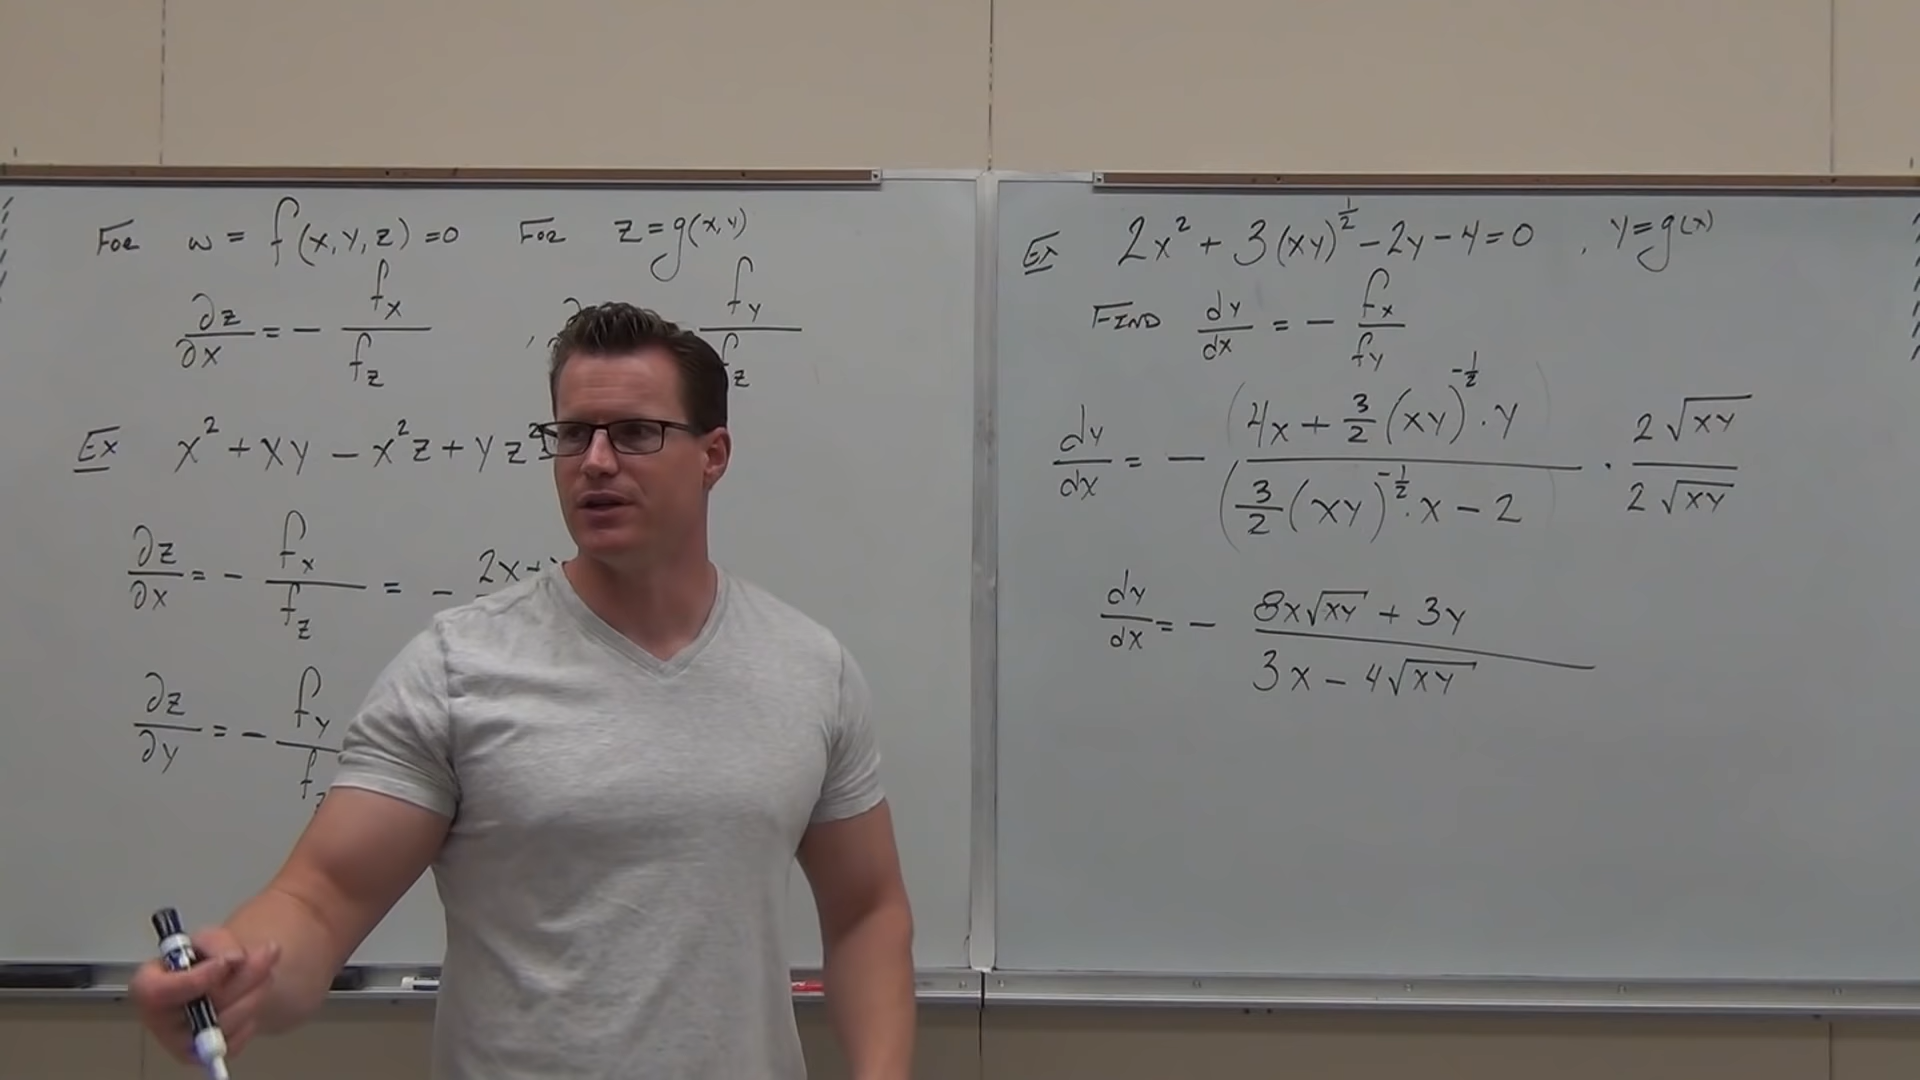 For w = f(x,y,z) = 0 For z = g(x,y)
∂z/∂x = - fx/fz , fy/fz
Ex x² + xy - x²z + yz²
∂z/∂x = - fx/fz = - 2x+
∂z/∂y = - fy/f
Ex 2x² + 3(xy)^½ - 2y - 4 = 0 , y = g(x)
Find dy/dx = - fx/fy
dy/dx = - (4x + 3/2 (xy)^-½ · y)/(3/2 (xy)^-½ · x - 2) · 2√xy/2√xy
dy/dx = - 8x√xy + 3y/3x - 4√xy